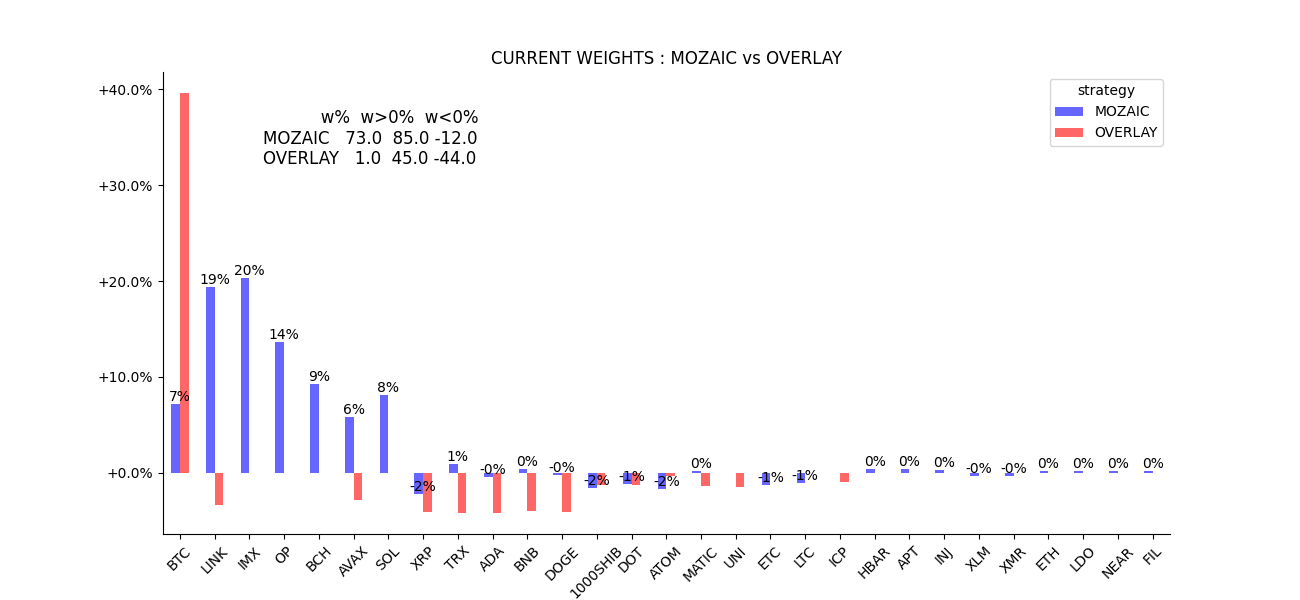 CURRENT WEIGHTS : MOZAIC vs OVERLAY
+40.0%
+30.0%
+20.0%
+10.0%
+0.0%
w% w>0% w<0%
MOZAIC 73.0 85.0 -12.0
OVERLAY 1.0 45.0 -44.0
strategy
MOZAIC
OVERLAY
7% 19% 20% 14% 9% 6% 8% -2% 1% -0% 0% -0% -2% -1% -2% 0% -1% -1% 0% 0% 0% -0% -0% 0% 0% 0% 0%
BTC LINK IMX OP BCH AVAX SOL XRP TRX ADA BNB DOGE 1000SHIB DOT ATOM MATIC UNI ETC LTC ICP HBAR APT INJ XLM XMR ETH LDO NEAR FIL